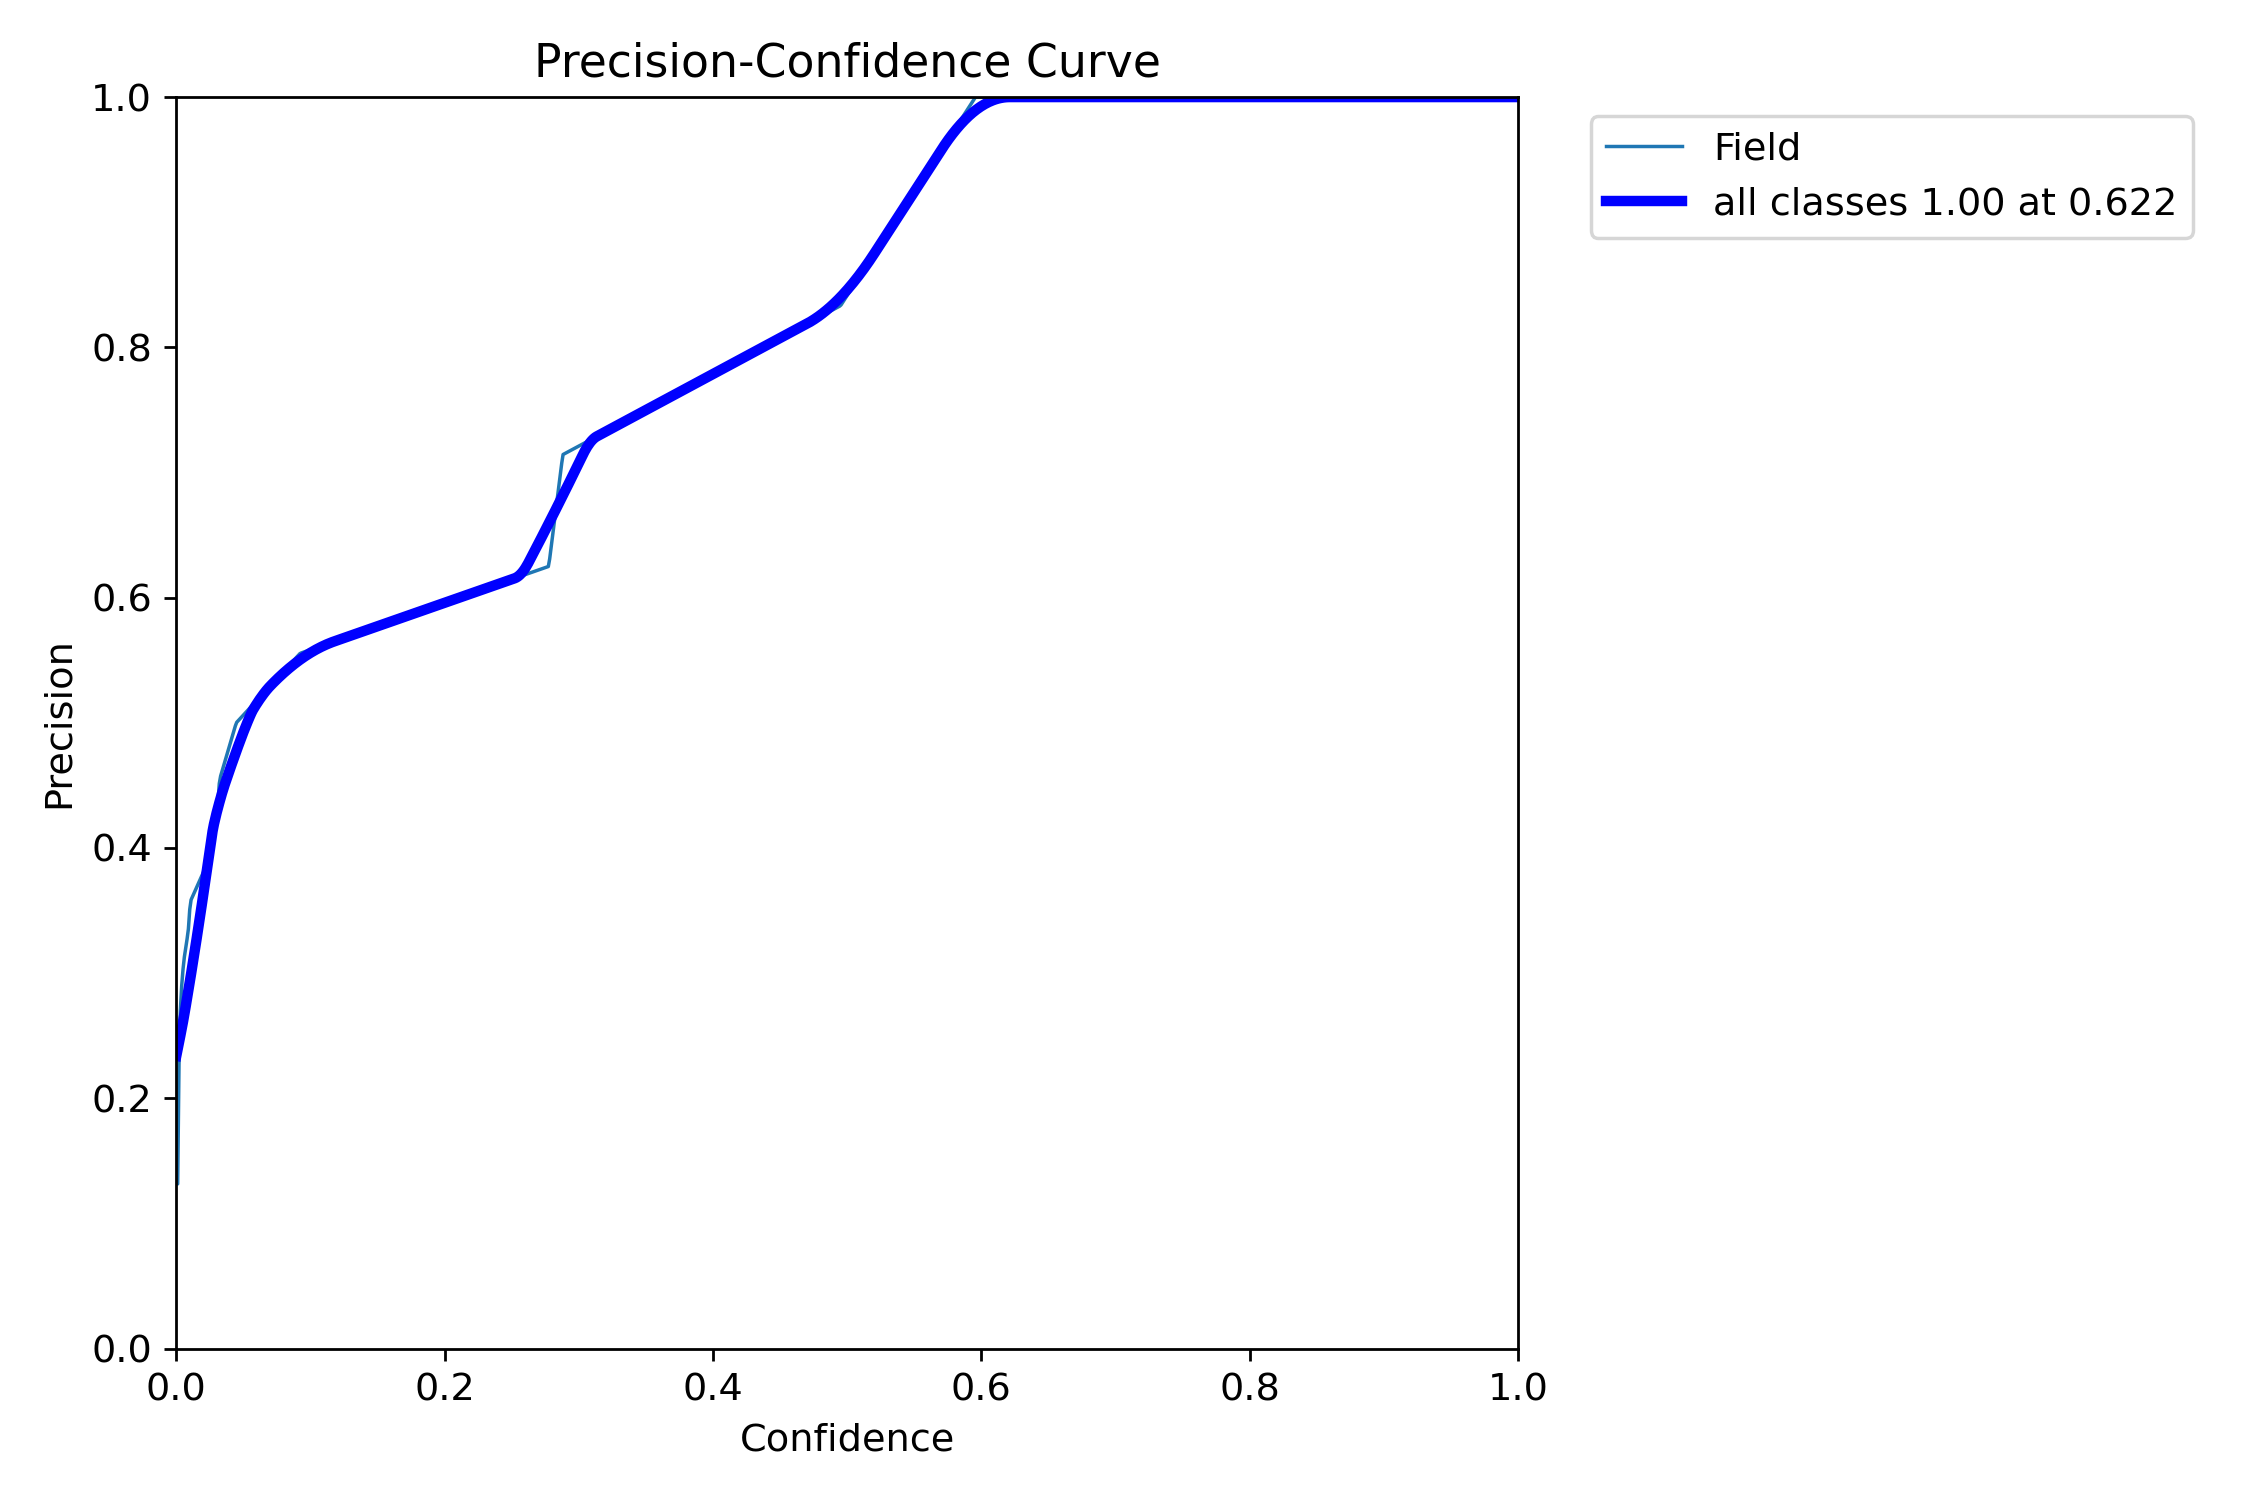 Precision-Confidence Curve
1.0
0.8
0.6
0.4
0.2
0.0
Precision
0.0 0.2 0.4 0.6 0.8 1.0
Confidence
Field
all classes 1.00 at 0.622